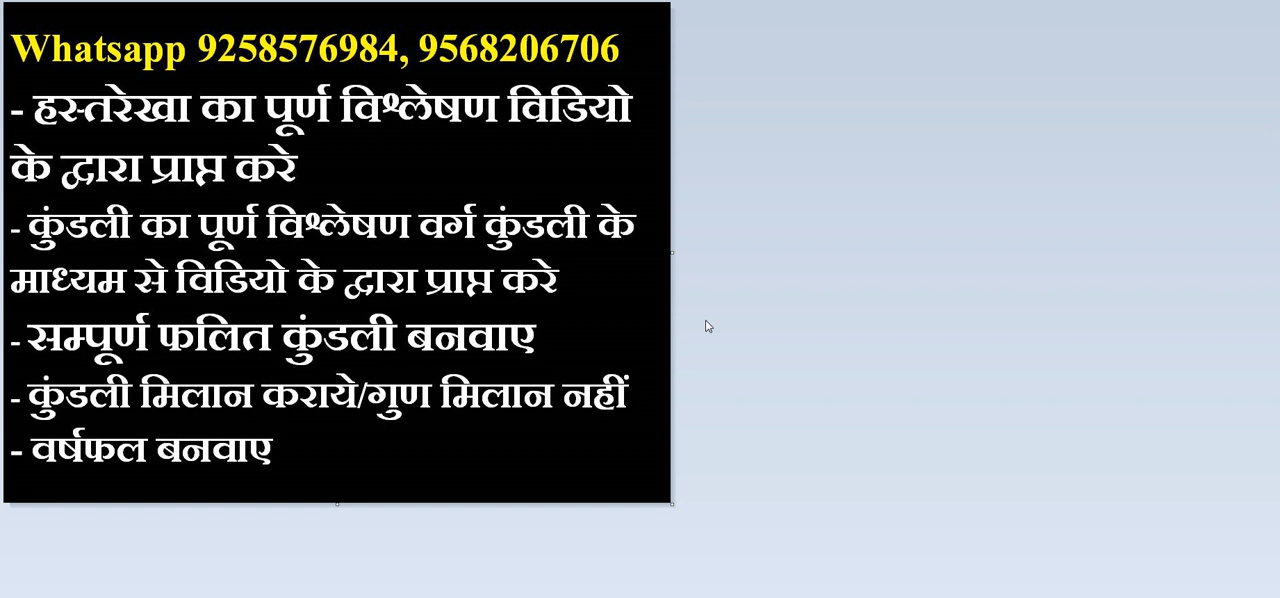 Whatsapp 9258576984, 9568206706
- हस्तरेखा का पूर्ण विश्लेषण विडियो
के द्वारा प्राप्त करे
- कुंडली का पूर्ण विश्लेषण वर्ग कुंडली के
माध्यम से विडियो के द्वारा प्राप्त करे
- सम्पूर्ण फलित कुंडली बनवाए
- कुंडली मिलान कराये/गुण मिलान नहीं
- वर्षफल बनवाए